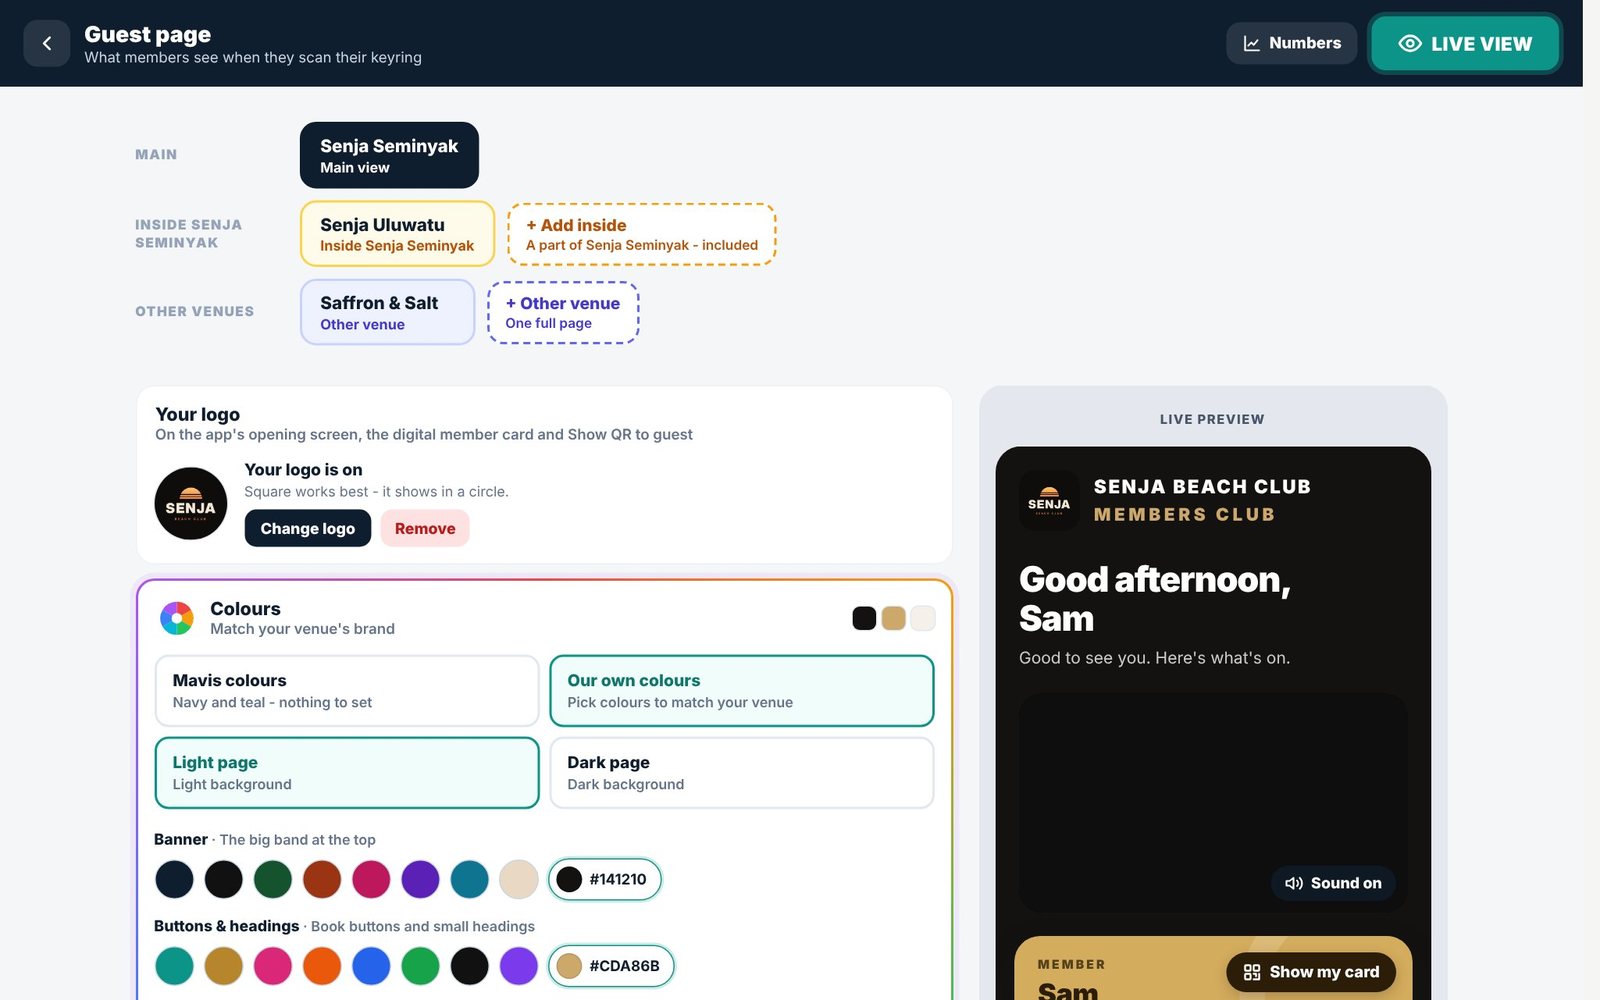 Guest page
What members see when they scan their keyring
Numbers
LIVE VIEW
MAIN
Senja Seminyak
Main view
INSIDE SENJA
SEMINYAK
Senja Uluwatu
Inside Senja Seminyak
+ Add inside
A part of Senja Seminyak - included
OTHER VENUES
Saffron & Salt
Other venue
+ Other venue
One full page
Your logo
On the app's opening screen, the digital member card and Show QR to guest
SENJA
BEACH CLUB
Your logo is on
Square works best - it shows in a circle.
Change logo
Remove
Colours
Match your venue's brand
Mavis colours
Navy and teal - nothing to set
Our own colours
Pick colours to match your venue
Light page
Light background
Dark page
Dark background
Banner · The big band at the top
#141210
Buttons & headings · Book buttons and small headings
#CDA86B
LIVE PREVIEW
SENJA
BEACH CLUB
SENJA BEACH CLUB
MEMBERS CLUB
Good afternoon,
Sam
Good to see you. Here's what's on.
Sound on
MEMBER
Sam
Show my card